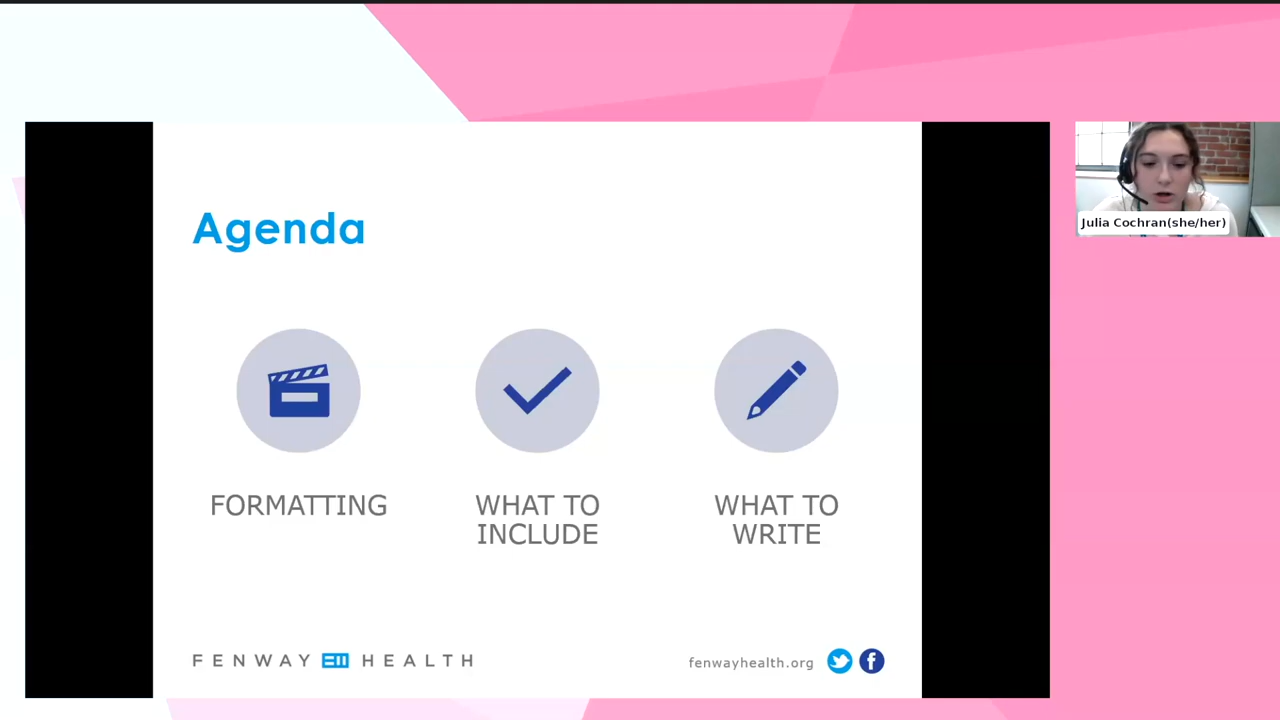 Agenda
FORMATTING
WHAT TO
INCLUDE
WHAT TO
WRITE
FENWAY HEALTH
fenwayhealth.org
Julia Cochran(she/her)